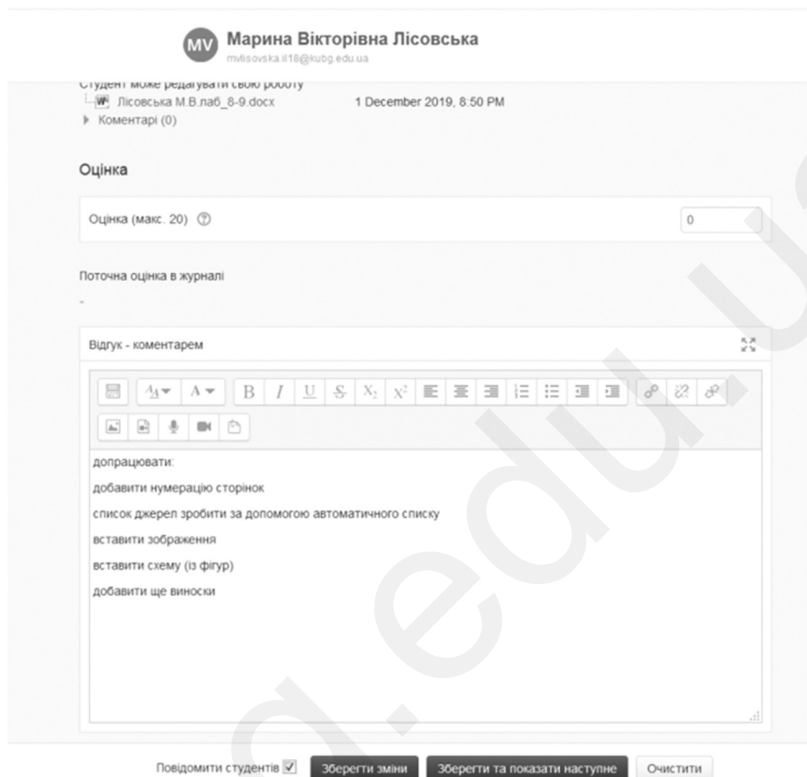 MV
Марина Вікторівна Лісовська
mvlisovska.il18@kubg.edu.ua
Студент може редагувати свою роботу
Лісовська М.В.лаб_8-9.docx 1 December 2019, 8:50 PM
Коментарі (0)
Оцінка
Оцінка (макс. 20) 0
Поточна оцінка в журналі
-
Відгук - коментарем
допрацювати:
добавити нумерацію сторінок
список джерел зробити за допомогою автоматичного списку
вставити зображення
вставити схему (із фігур)
добавити ще виноски
Повідомити студентів Зберегти зміни Зберегти та показати наступне Очистити